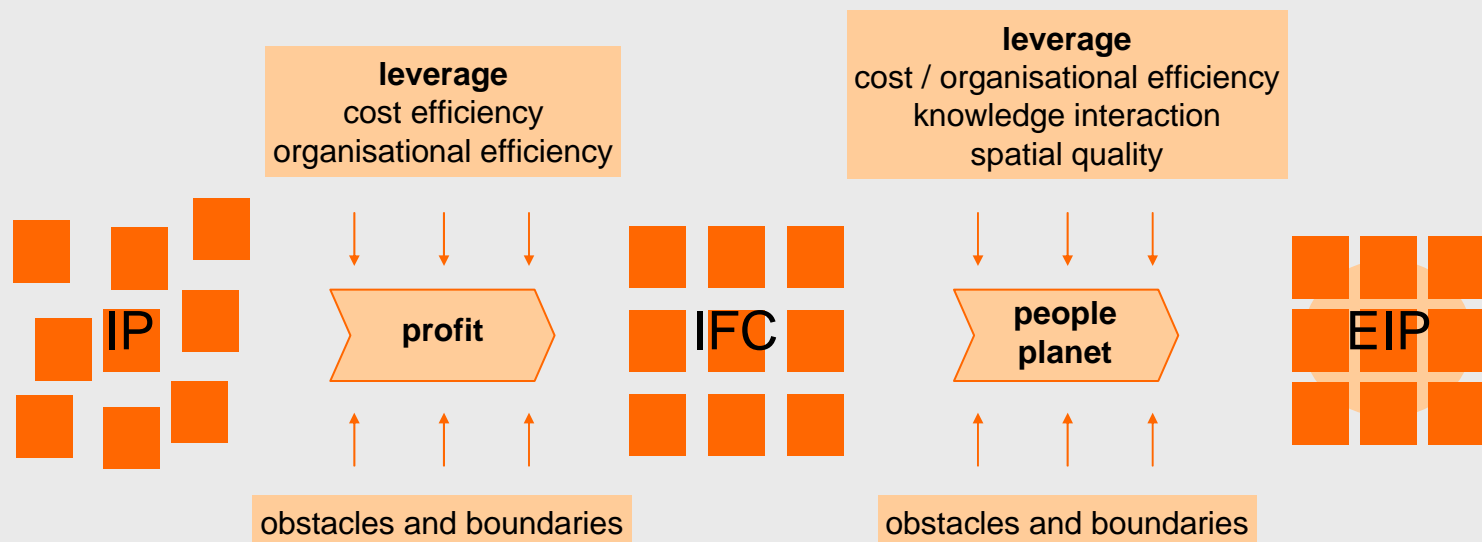 leverage
cost efficiency
organisational efficiency
leverage
cost / organisational efficiency
knowledge interaction
spatial quality
IP
profit
IFC
people
planet
EIP
obstacles and boundaries
obstacles and boundaries